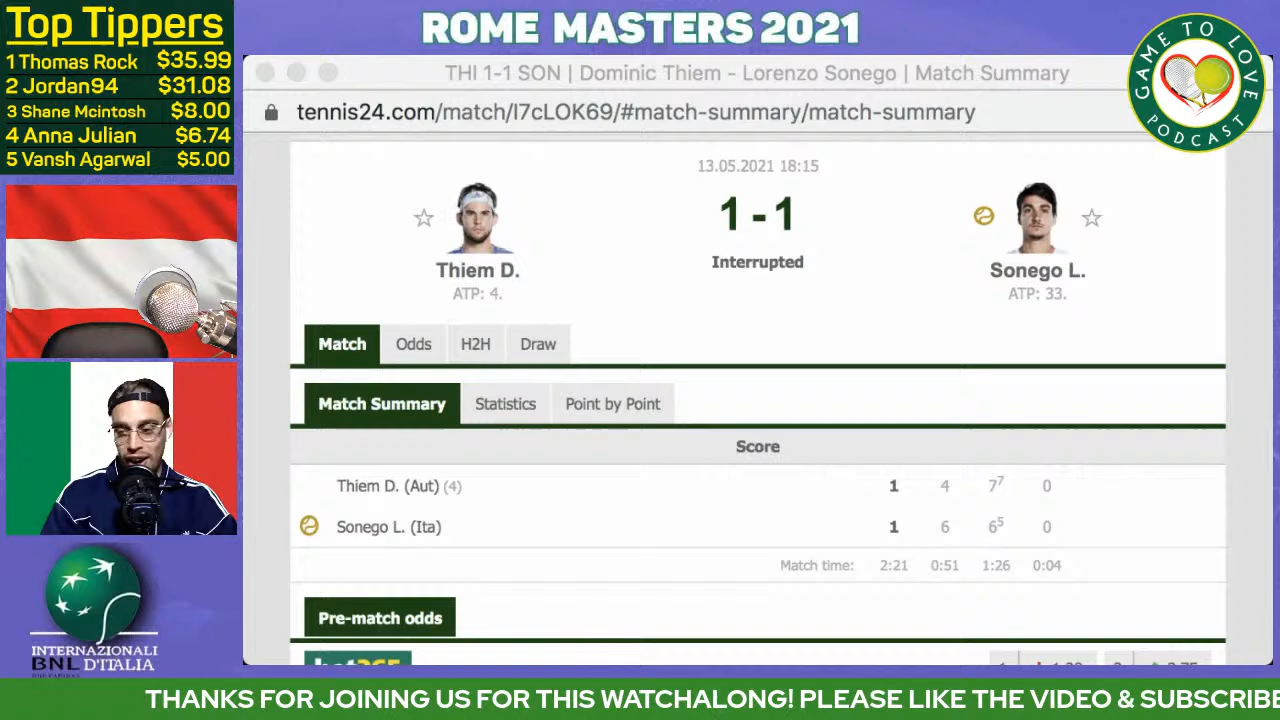 Top Tippers
1 Thomas Rock $35.99
2 Jordan94 $31.08
3 Shane Mcintosh $8.00
4 Anna Julian $6.74
5 Vansh Agarwal $5.00
ROME MASTERS 2021
GAME TO LOVE
PODCAST
THI 1-1 SON | Dominic Thiem - Lorenzo Sonego | Match Summary
tennis24.com/match/I7cLOK69/#match-summary/match-summary
13.05.2021 18:15
1 - 1
Interrupted
Thiem D.
ATP: 4.
Sonego L.
ATP: 33.
Match Odds H2H Draw
Match Summary Statistics Point by Point
Score
Thiem D. (Aut) (4) 1 4 7⁷ 0
Sonego L. (Ita) 1 6 6⁵ 0
Match time: 2:21 0:51 1:26 0:04
Pre-match odds
INTERNAZIONALI
BNL D'ITALIA
THANKS FOR JOINING US FOR THIS WATCHALONG! PLEASE LIKE THE VIDEO & SUBSCRIBE